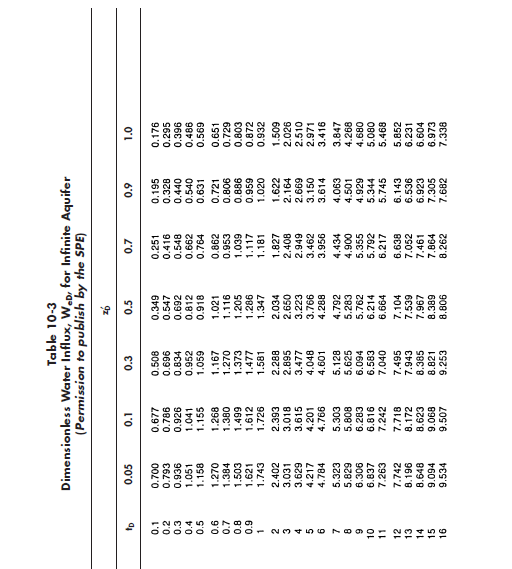 Table 10-3
Dimensionless Water Influx, WeD, for Infinite Aquifer
(Permission to publish by the SPE)
z'D
tD 0.05 0.1 0.3 0.5 0.7 0.9 1.0
0.1 0.700 0.677 0.508 0.349 0.251 0.195 0.176
0.2 0.793 0.786 0.696 0.547 0.416 0.328 0.295
0.3 0.936 0.926 0.834 0.692 0.548 0.440 0.396
0.4 1.051 1.041 0.952 0.812 0.662 0.540 0.486
0.5 1.158 1.155 1.059 0.918 0.764 0.631 0.569
0.6 1.270 1.268 1.167 1.021 0.862 0.721 0.651
0.7 1.384 1.380 1.270 1.116 0.953 0.806 0.729
0.8 1.503 1.499 1.373 1.205 1.039 0.886 0.803
0.9 1.621 1.612 1.477 1.286 1.117 0.959 0.872
1 1.743 1.726 1.581 1.347 1.181 1.020 0.932
2 2.402 2.393 2.288 2.034 1.827 1.622 1.509
3 3.031 3.018 2.895 2.650 2.408 2.164 2.026
4 3.629 3.615 3.477 3.223 2.949 2.669 2.510
5 4.217 4.201 4.048 3.766 3.462 3.150 2.971
6 4.784 4.766 4.601 4.288 3.956 3.614 3.416
7 5.323 5.303 5.128 4.792 4.434 4.063 3.847
8 5.829 5.808 5.625 5.283 4.900 4.501 4.268
9 6.306 6.283 6.094 5.762 5.355 4.929 4.680
10 6.837 6.816 6.583 6.214 5.792 5.344 5.080
11 7.263 7.242 7.040 6.664 6.217 5.745 5.468
12 7.742 7.718 7.495 7.104 6.638 6.143 5.852
13 8.196 8.172 7.943 7.539 7.052 6.536 6.231
14 8.648 8.623 8.385 7.967 7.461 6.923 6.604
15 9.094 9.068 8.821 8.389 7.864 7.305 6.973
16 9.534 9.507 9.253 8.806 8.262 7.682 7.338